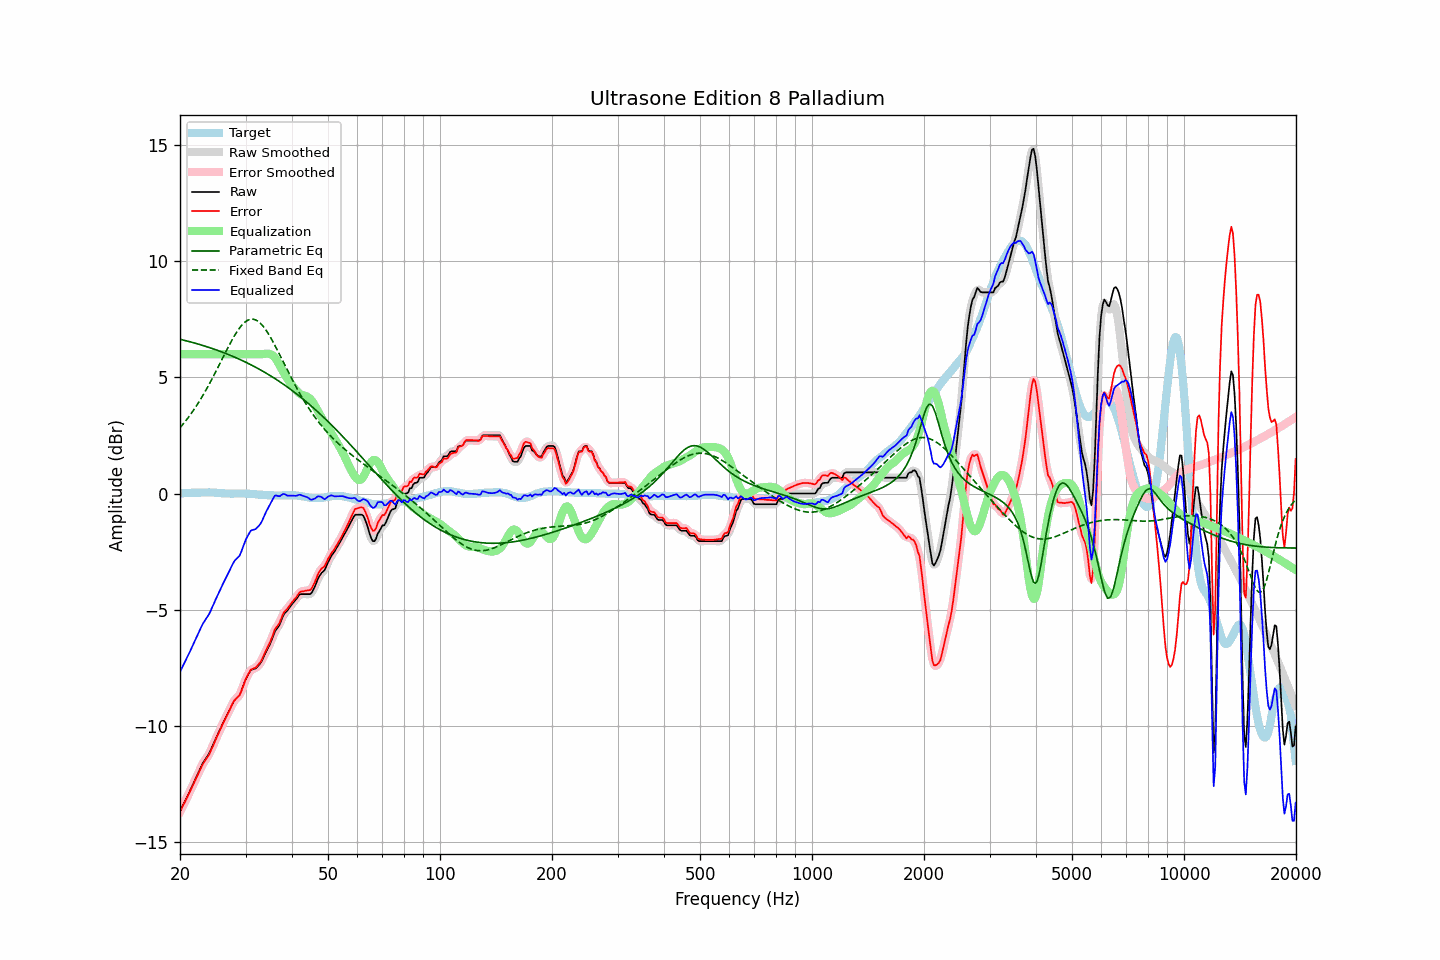 Ultrasone Edition 8 Palladium
Target
Raw Smoothed
Error Smoothed
Raw
Error
Equalization
Parametric Eq
Fixed Band Eq
Equalized
Amplitude (dBr)
15
10
5
0
−5
−10
−15
20 50 100 200 500 1000 2000 5000 10000 20000
Frequency (Hz)